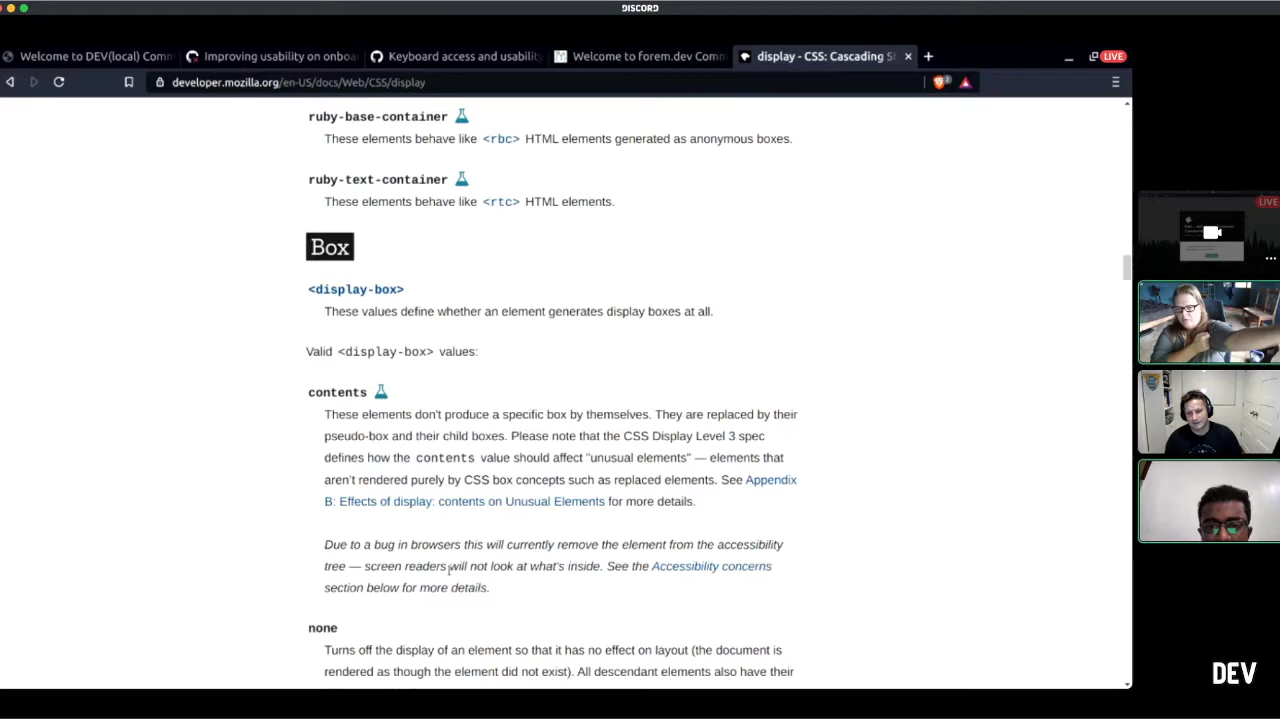 DISCORD
Welcome to DEV(local) Comm
Improving usability on onboa
Keyboard access and usability
Welcome to forem.dev Comm
display - CSS: Cascading S
LIVE
developer.mozilla.org/en-US/docs/Web/CSS/display
2
ruby-base-container
These elements behave like <rbc> HTML elements generated as anonymous boxes.
ruby-text-container
These elements behave like <rtc> HTML elements.
LIVE
Box
<display-box>
These values define whether an element generates display boxes at all.
Valid <display-box> values:
contents
These elements don't produce a specific box by themselves. They are replaced by their
pseudo-box and their child boxes. Please note that the CSS Display Level 3 spec
defines how the contents value should affect "unusual elements" — elements that
aren't rendered purely by CSS box concepts such as replaced elements. See Appendix
B: Effects of display: contents on Unusual Elements for more details.
Due to a bug in browsers this will currently remove the element from the accessibility
tree — screen readers will not look at what's inside. See the Accessibility concerns
section below for more details.
none
Turns off the display of an element so that it has no effect on layout (the document is
rendered as though the element did not exist). All descendant elements also have their
DEV